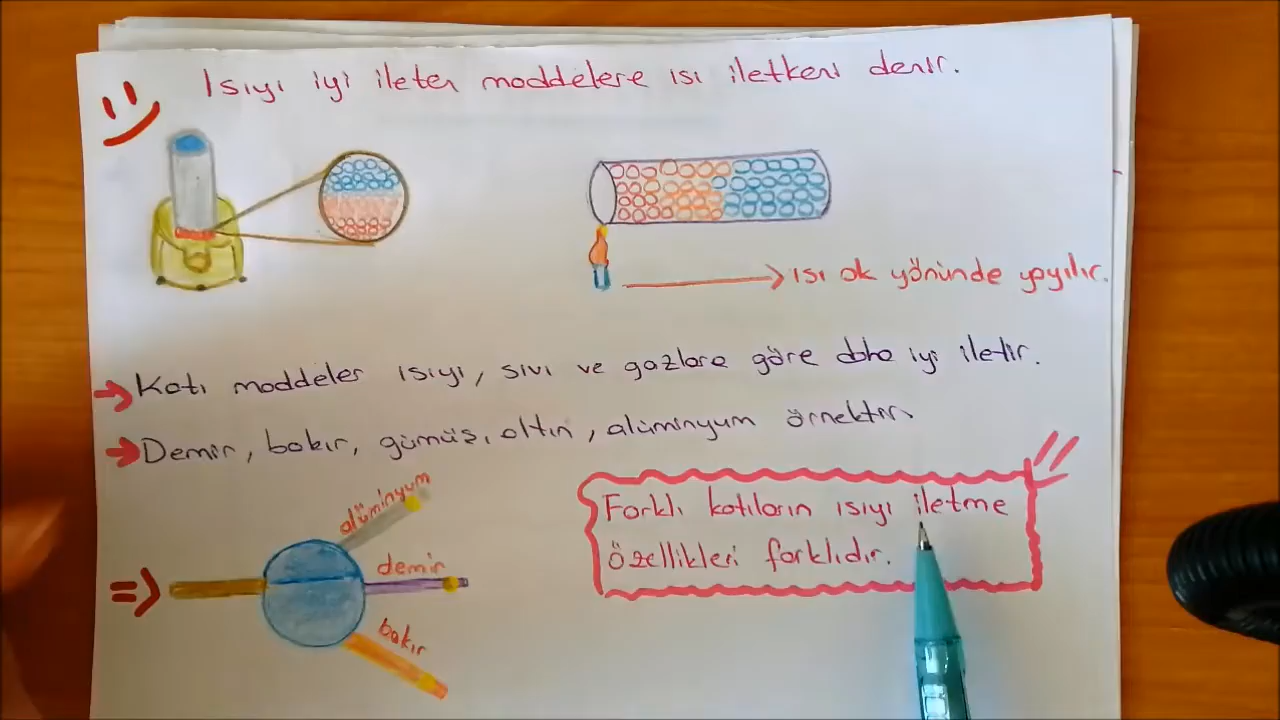 Isıyı iyi ileten maddelere ısı iletkeni denir.
ısı ok yönünde yayılır.
Katı maddeler ısıyı, sıvı ve gazlara göre daha iyi iletir.
Demir, bakır, gümüş, altın, alüminyum örnektir.
alüminyum
demir
bakır
Farklı katıların ısıyı iletme
özellikleri farklıdır.